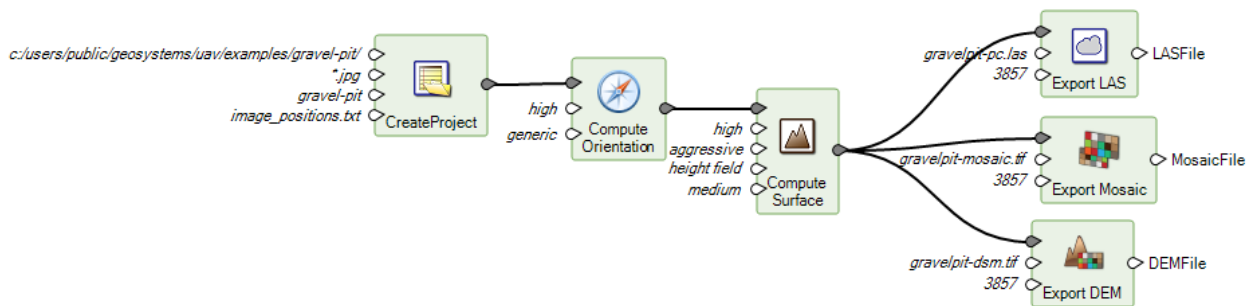 c:/users/public/geosystems/uav/examples/gravel-pit/
*.jpg
gravel-pit
image_positions.txt
CreateProject
high
generic
Compute
Orientation
high
aggressive
height field
medium
Compute
Surface
gravelpit-pc.las
3857
Export LAS
LASFile
gravelpit-mosaic.tif
3857
Export Mosaic
MosaicFile
gravelpit-dsm.tif
3857
Export DEM
DEMFile